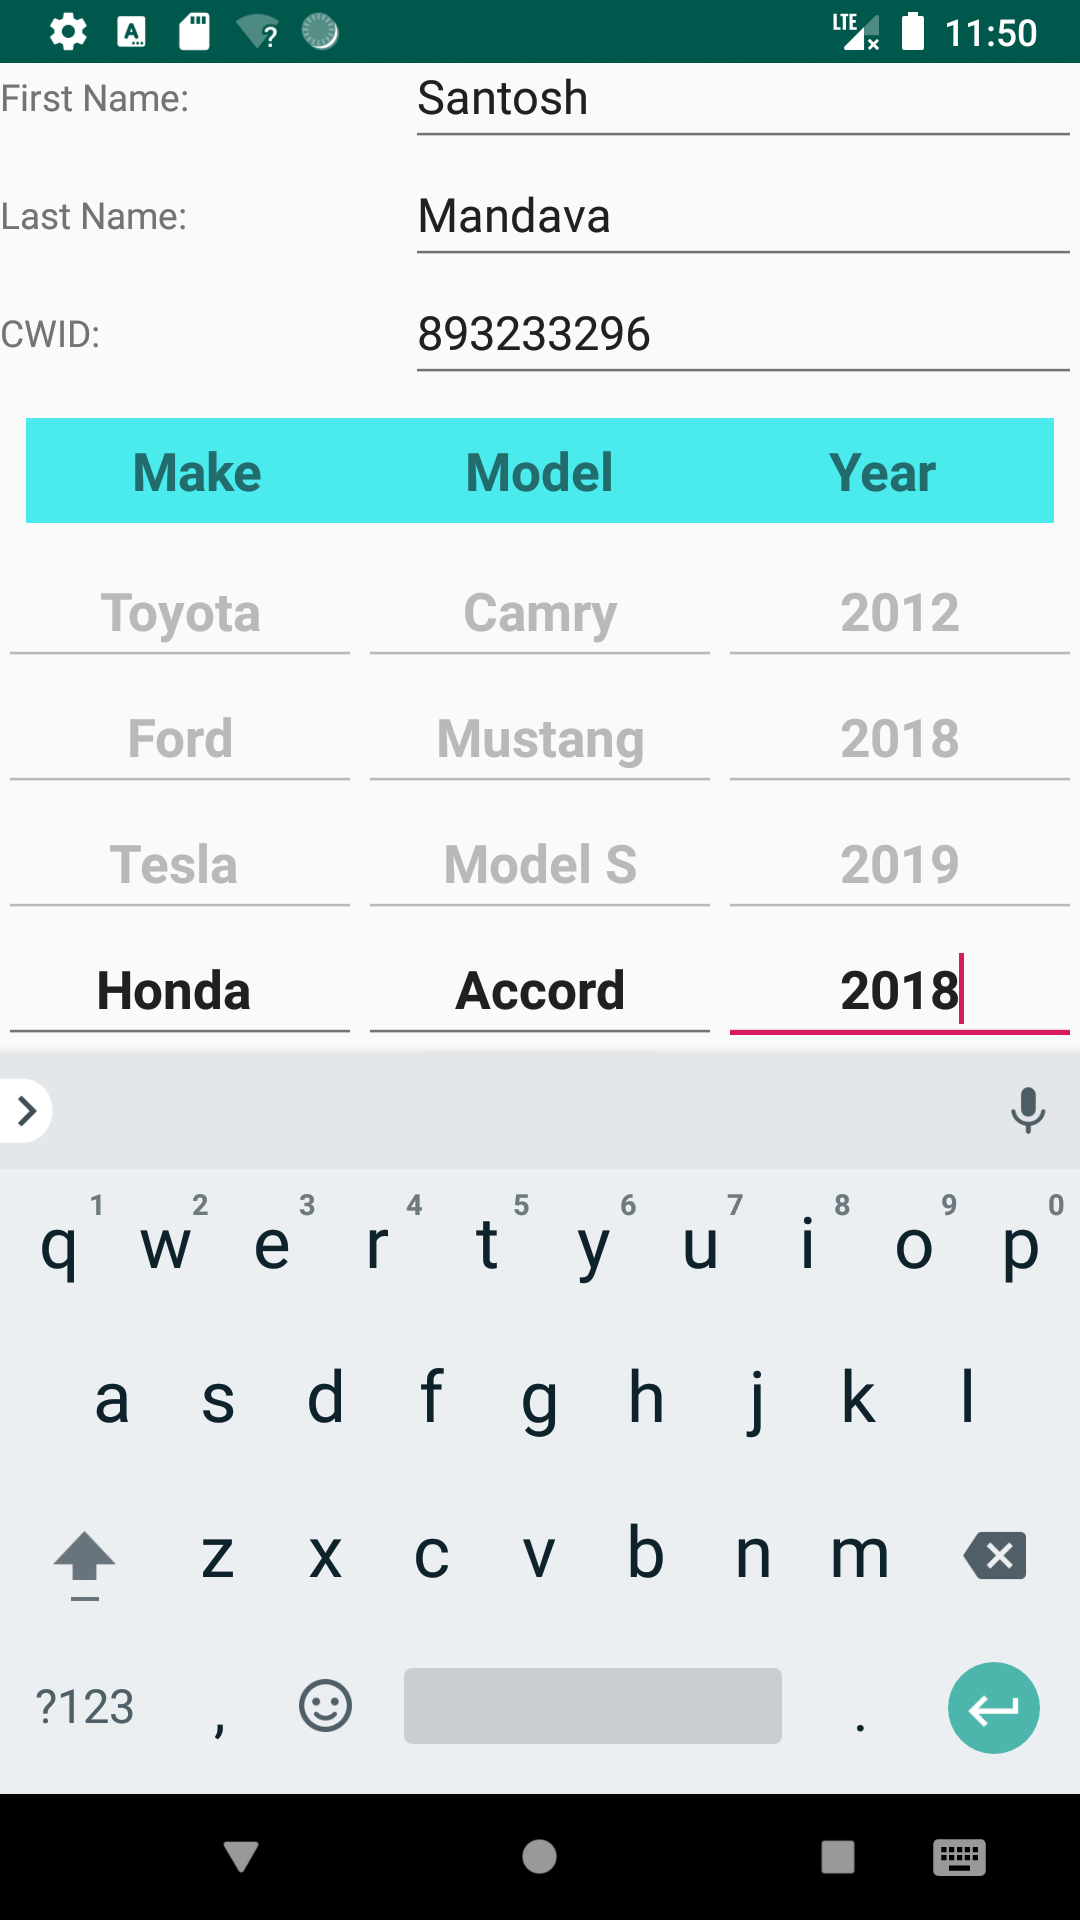 LTE 11:50
First Name: Santosh
Last Name: Mandava
CWID: 893233296
Make Model Year
Toyota Camry 2012
Ford Mustang 2018
Tesla Model S 2019
Honda Accord 2018
1 2 3 4 5 6 7 8 9 0
q w e r t y u i o p
a s d f g h j k l
z x c v b n m
?123 , .